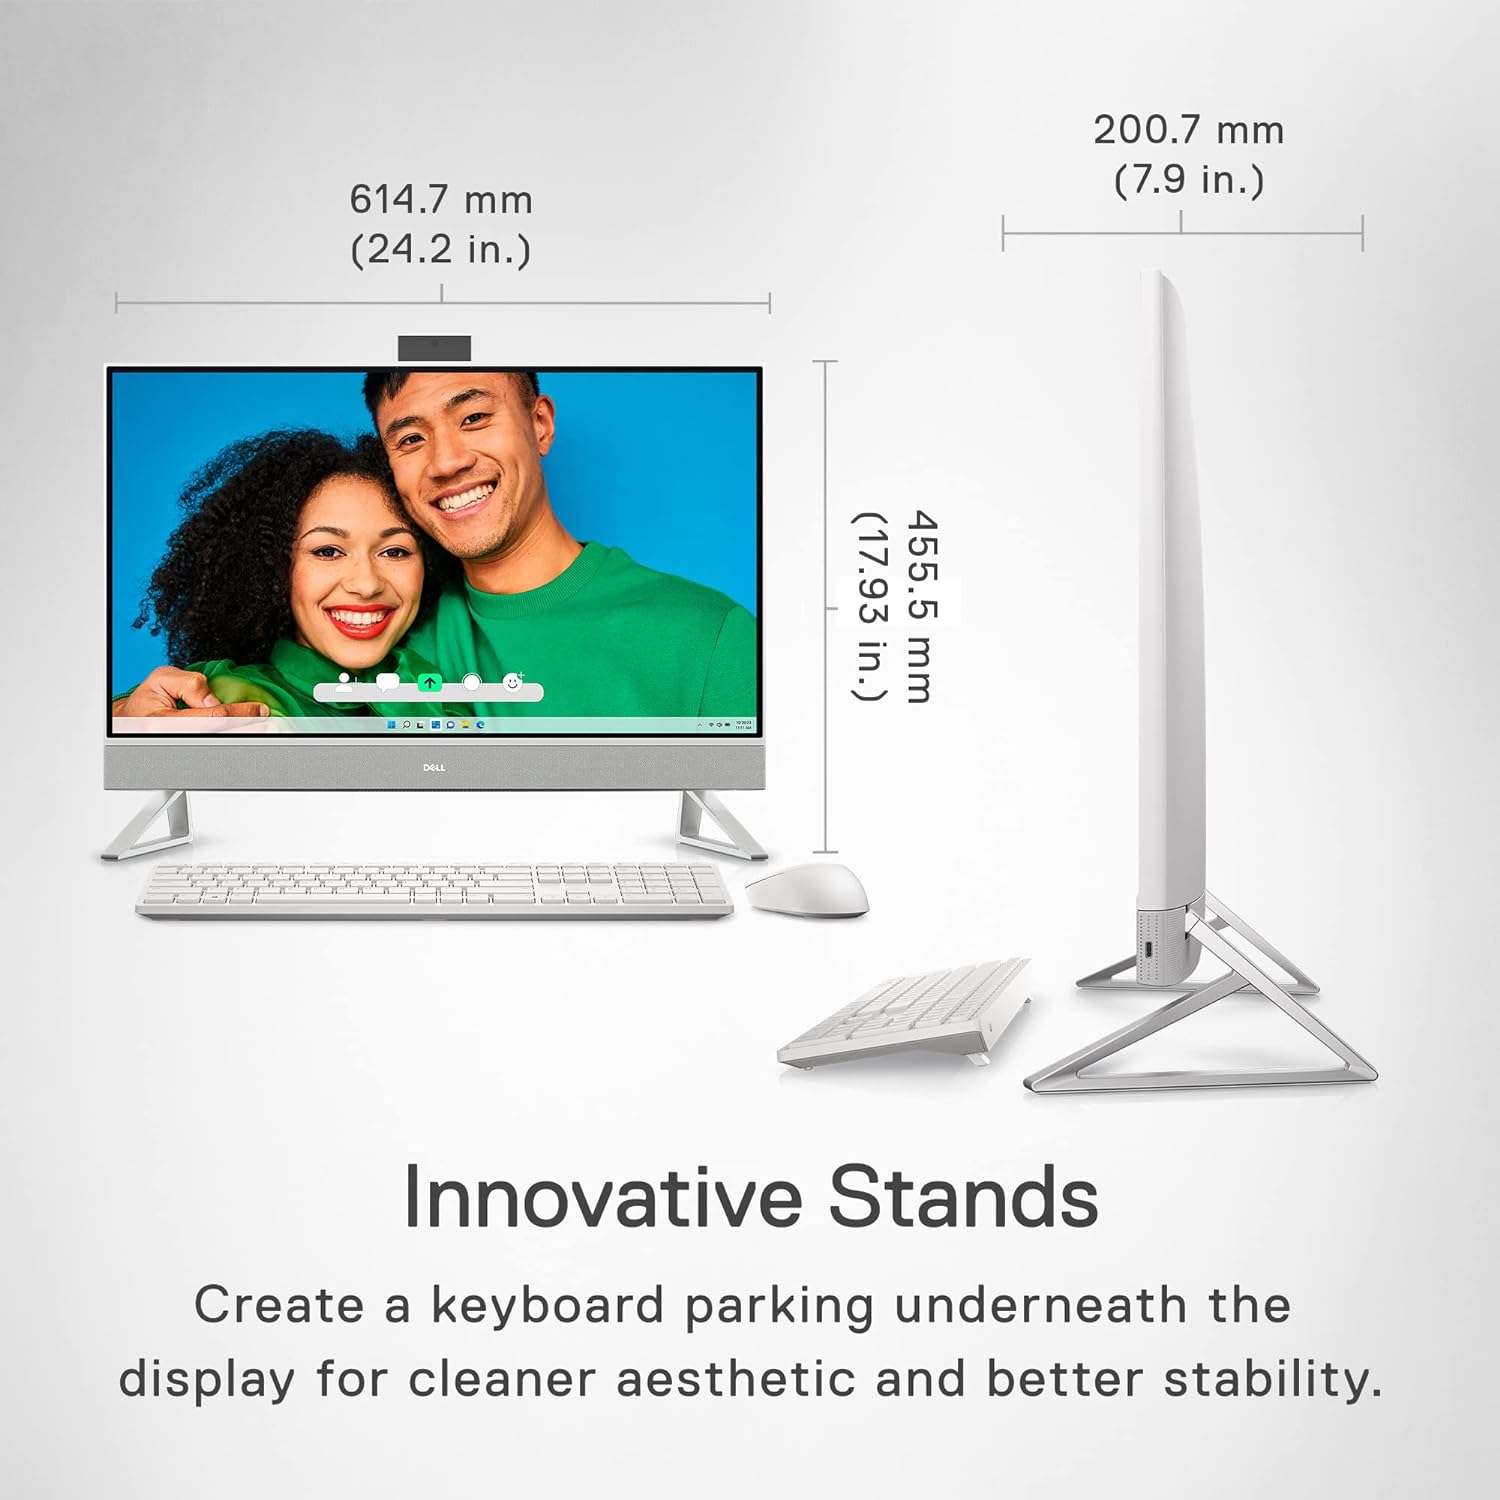 200.7 mm
(7.9 in.)
614.7 mm
(24.2 in.)
455.5 mm
(17.93 in.)
DELL
Innovative Stands
Create a keyboard parking underneath the
display for cleaner aesthetic and better stability.